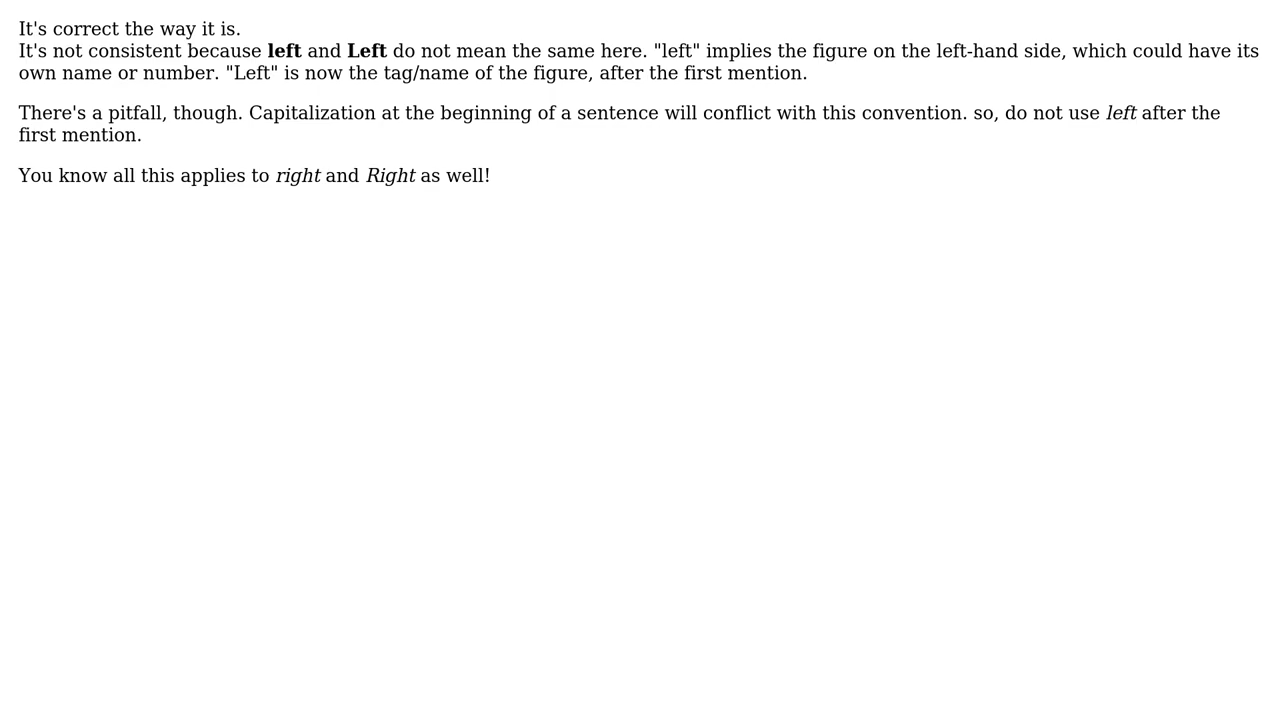 It's correct the way it is.
It's not consistent because left and Left do not mean the same here. "left" implies the figure on the left-hand side, which could have its
own name or number. "Left" is now the tag/name of the figure, after the first mention.
There's a pitfall, though. Capitalization at the beginning of a sentence will conflict with this convention. so, do not use left after the
first mention.
You know all this applies to right and Right as well!